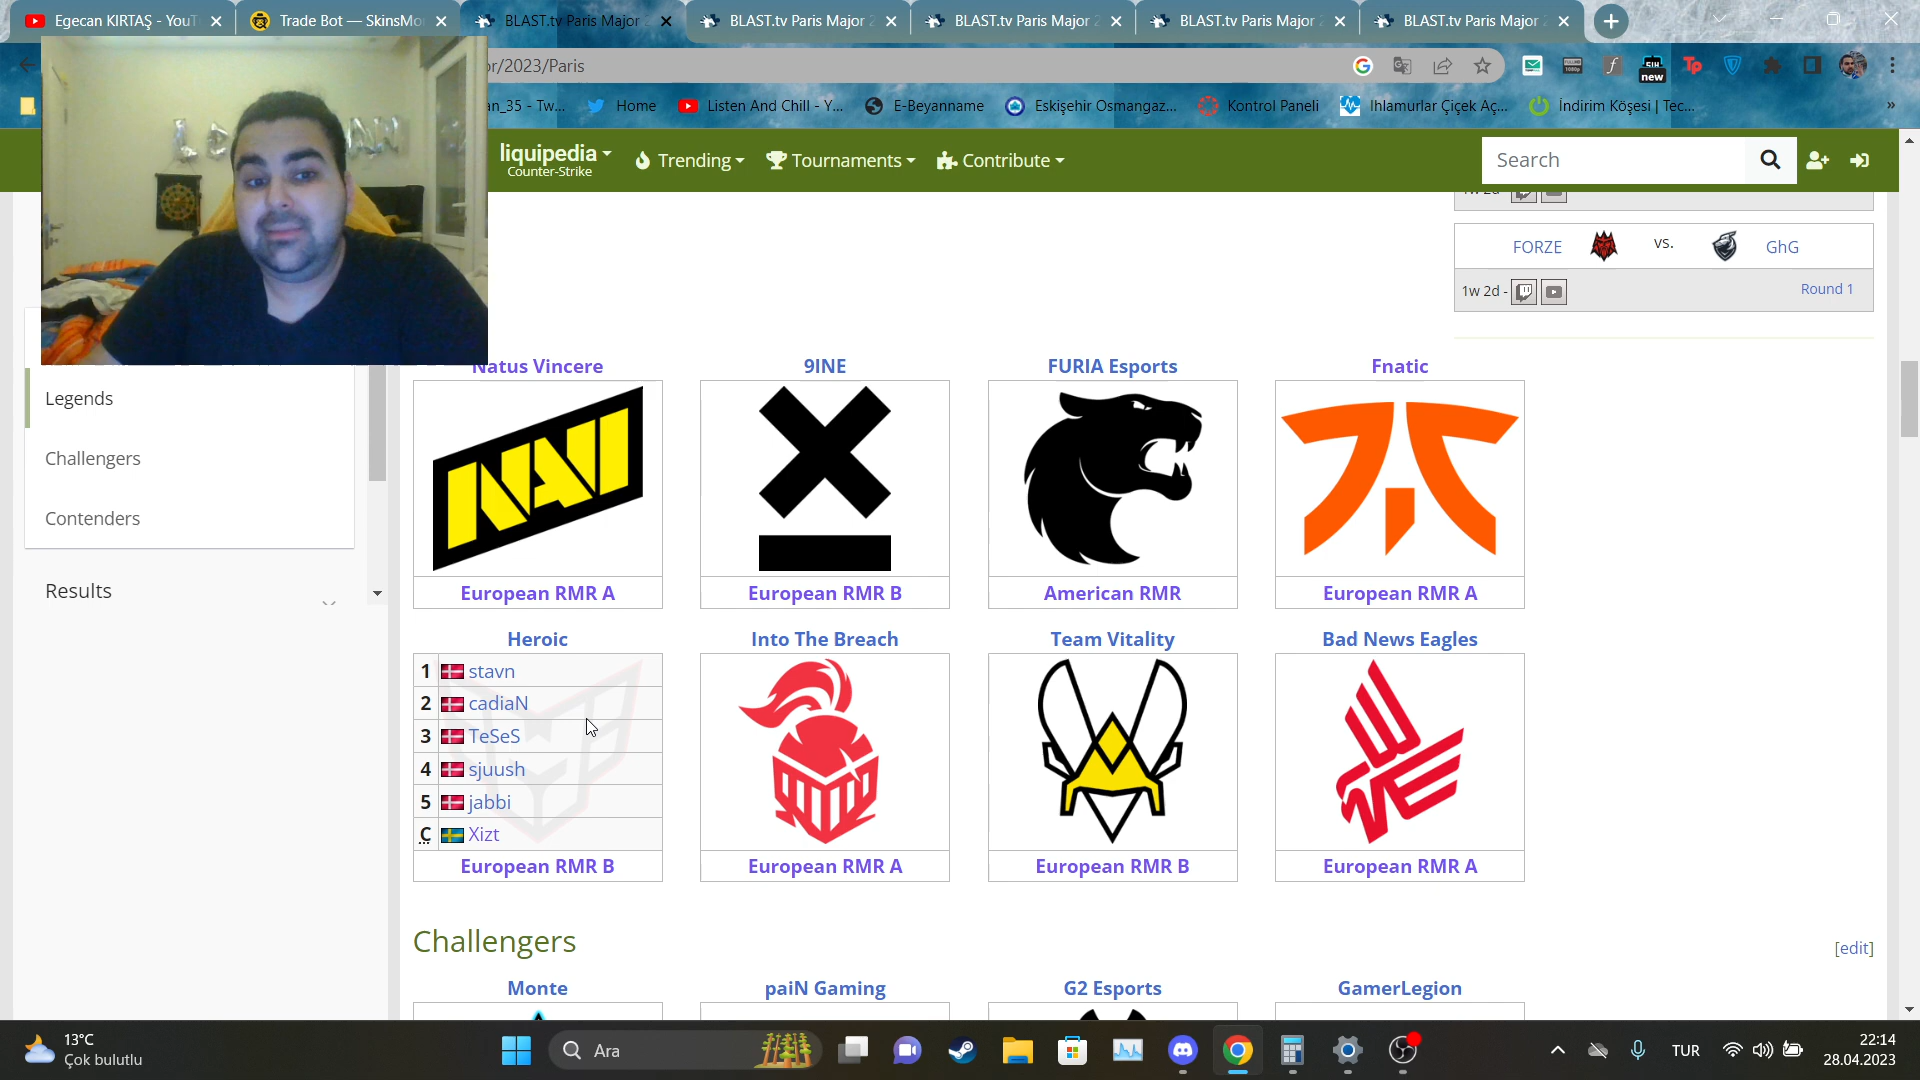 Egecan KIRTAŞ - YouT
Trade Bot — SkinsMo
BLAST.tv Paris Major
BLAST.tv Paris Major 2
BLAST.tv Paris Major 2
BLAST.tv Paris Major
BLAST.tv Paris Major
r/2023/Paris
new
an_35 - Tw...
Home
Listen And Chill - Y...
E-Beyanname
Eskişehir Osmangaz...
Kontrol Paneli
Ihlamurlar Çiçek Aç...
İndirim Köşesi | Tec...
»
liquipedia
Counter-Strike
Trending
Tournaments
Contribute
Search
FORZE
vs.
GhG
1w 2d -
Round 1
Legends
Challengers
Contenders
Results
Natus Vincere
9INE
FURIA Esports
Fnatic
European RMR A
European RMR B
American RMR
European RMR A
Heroic
Into The Breach
Team Vitality
Bad News Eagles
1 stavn
2 cadiaN
3 TeSeS
4 sjuush
5 jabbi
C Xizt
European RMR B
European RMR A
European RMR B
European RMR A
Challengers
[edit]
Monte
paiN Gaming
G2 Esports
GamerLegion
13°C
Çok bulutlu
Ara
TUR
22:14
28.04.2023